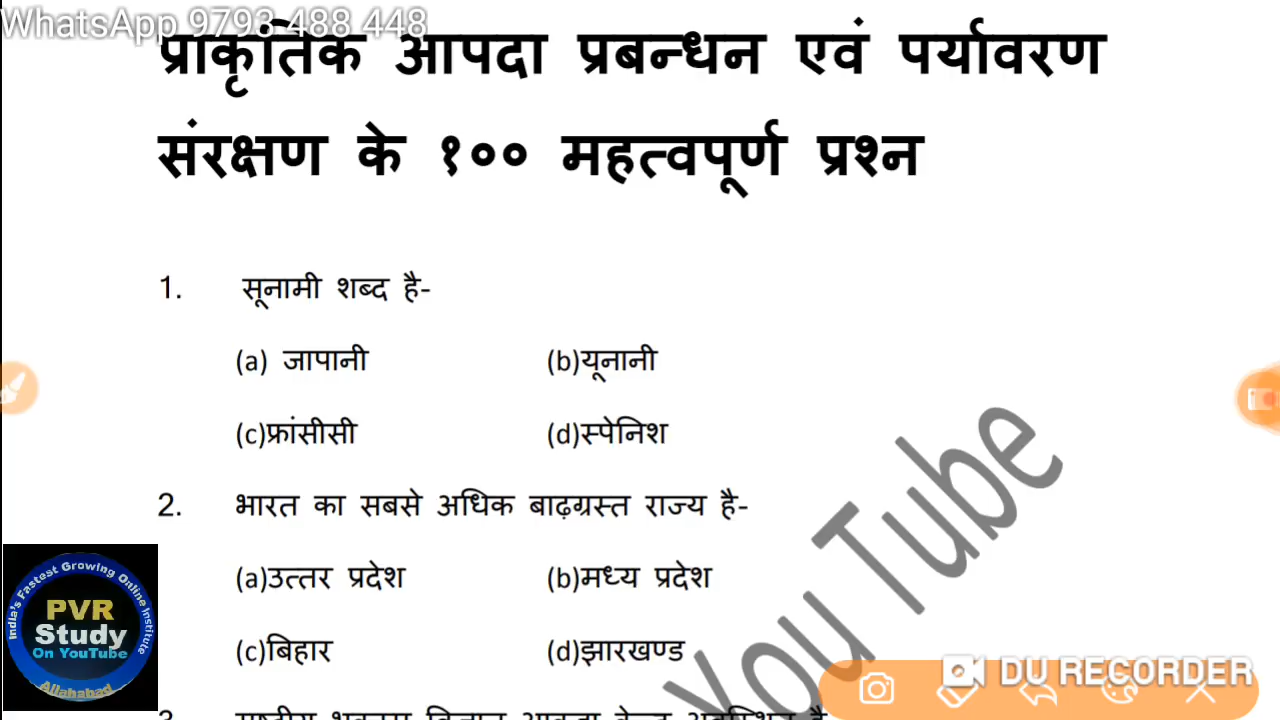 WhatsApp 9793 488 448
प्राकृतिक आपदा प्रबन्धन एवं पर्यावरण
संरक्षण के १०० महत्वपूर्ण प्रश्न
1. सूनामी शब्द है-
(a) जापानी (b)यूनानी
(c)फ्रांसीसी (d)स्पेनिश
2. भारत का सबसे अधिक बाढ़ग्रस्त राज्य है-
(a)उत्तर प्रदेश (b)मध्य प्रदेश
(c)बिहार (d)झारखण्ड
You Tube
India's Fastest Growing Online Institute
PVR
Study
On YouTube
Allahabad
DU RECORDER